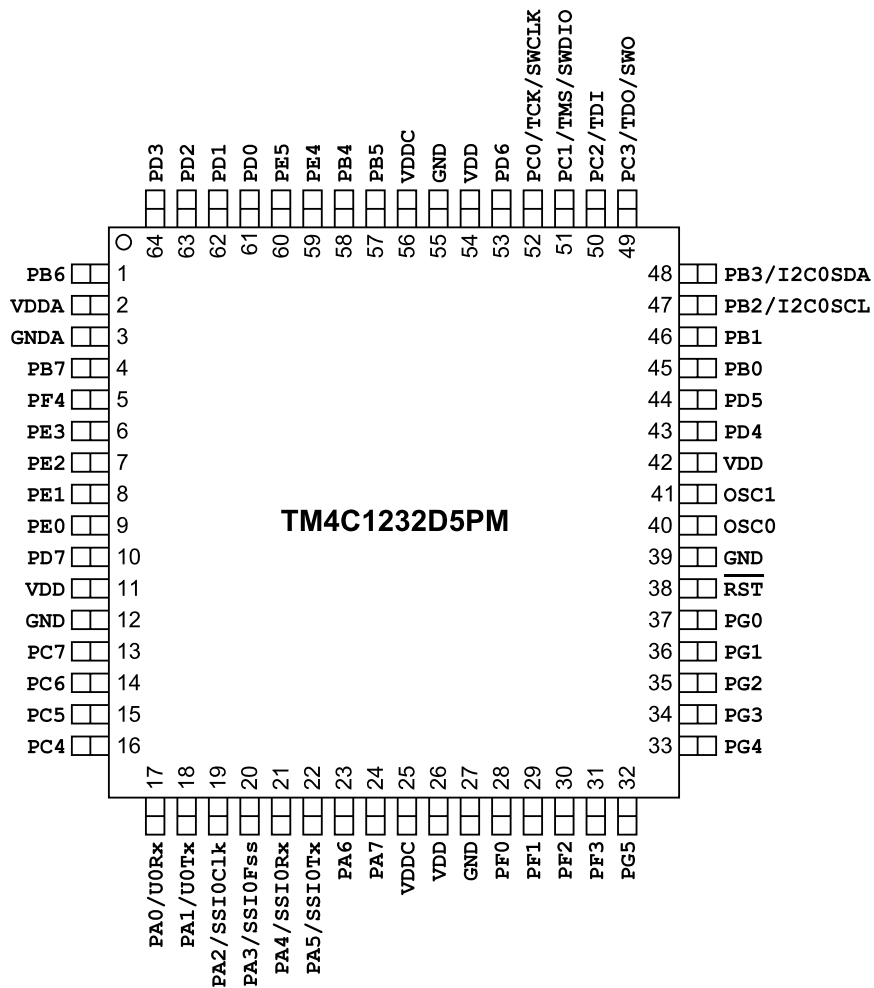 PC0/TCK/SWCLK
PC1/TMS/SWDIO
PC2/TDI
PC3/TDO/SWO
PD3
PD2
PD1
PD0
PE5
PE4
PB4
PB5
VDDC
GND
VDD
PD6
64
63
62
61
60
59
58
57
56
55
54
53
52
51
50
49
PB6 1
VDDA 2
GNDA 3
PB7 4
PF4 5
PE3 6
PE2 7
PE1 8
PE0 9
PD7 10
VDD 11
GND 12
PC7 13
PC6 14
PC5 15
PC4 16
TM4C1232D5PM
48 PB3/I2C0SDA
47 PB2/I2C0SCL
46 PB1
45 PB0
44 PD5
43 PD4
42 VDD
41 OSC1
40 OSC0
39 GND
38 RST
37 PG0
36 PG1
35 PG2
34 PG3
33 PG4
17
18
19
20
21
22
23
24
25
26
27
28
29
30
31
32
PA0/U0Rx
PA1/U0Tx
PA2/SSI0Clk
PA3/SSI0Fss
PA4/SSI0Rx
PA5/SSI0Tx
PA6
PA7
VDDC
VDD
GND
PF0
PF1
PF2
PF3
PG5